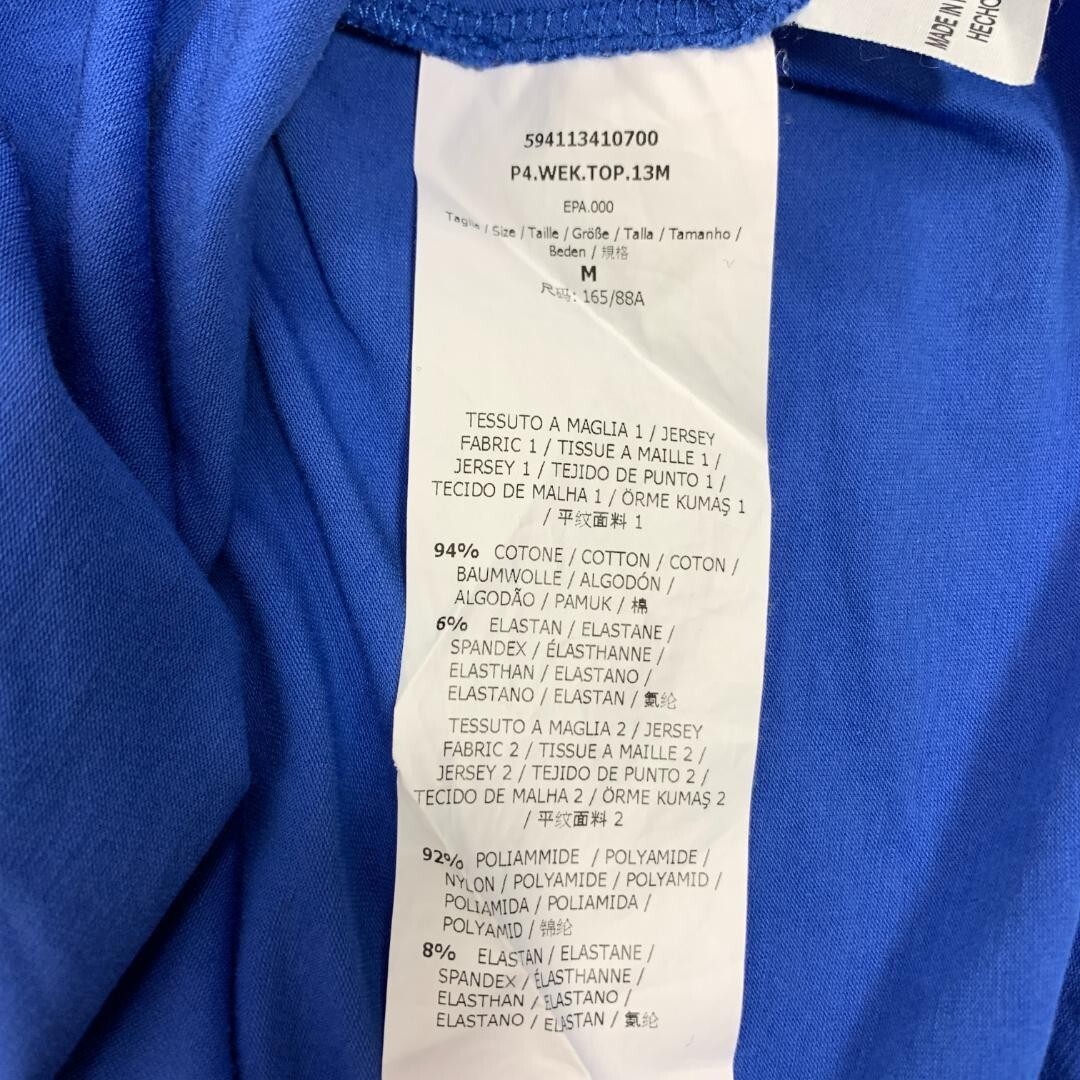 MADE IN
HECHO
594113410700
P4.WEK.TOP.13M
EPA.000
Taglia / Size / Taille / Größe / Talla / Tamanho /
Beden / 規格
M
尺码: 165/88A
TESSUTO A MAGLIA 1 / JERSEY
FABRIC 1 / TISSUE A MAILLE 1 /
JERSEY 1 / TEJIDO DE PUNTO 1 /
TECIDO DE MALHA 1 / ÖRME KUMAŞ 1
/ 平纹面料 1
94% COTONE / COTTON / COTON /
BAUMWOLLE / ALGODÓN /
ALGODÃO / PAMUK / 棉
6% ELASTAN / ELASTANE /
SPANDEX / ÉLASTHANNE /
ELASTHAN / ELASTANO /
ELASTANO / ELASTAN / 氨纶
TESSUTO A MAGLIA 2 / JERSEY
FABRIC 2 / TISSUE A MAILLE 2 /
JERSEY 2 / TEJIDO DE PUNTO 2 /
TECIDO DE MALHA 2 / ÖRME KUMAŞ 2
/ 平纹面料 2
92% POLIAMMIDE / POLYAMIDE /
NYLON / POLYAMIDE / POLYAMID /
POLIAMIDA / POLIAMIDA /
POLYAMID / 锦纶
8% ELASTAN / ELASTANE /
SPANDEX / ÉLASTHANNE /
ELASTHAN / ELASTANO /
ELASTANO / ELASTAN / 氨纶